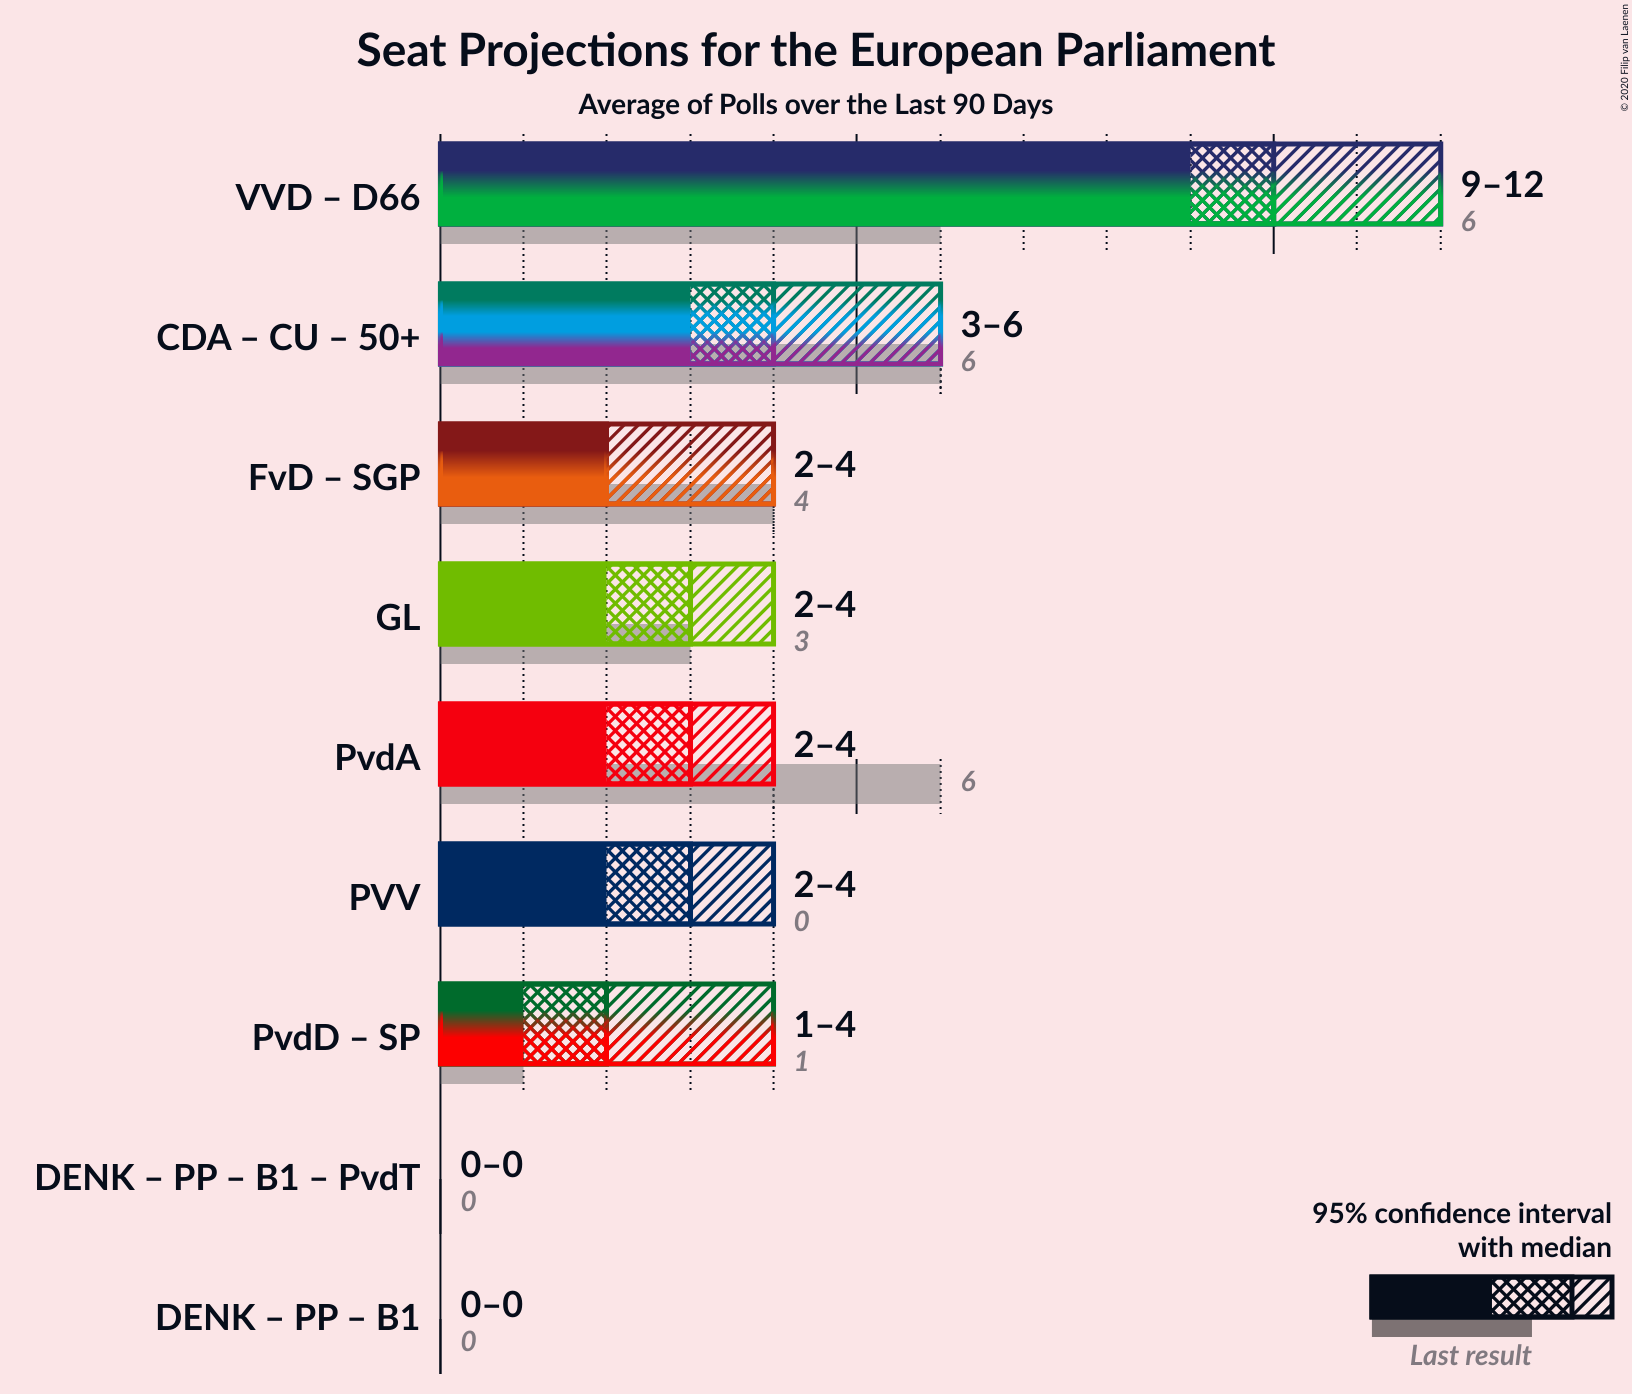 Seat Projections for the European Parliament
Average of Polls over the Last 90 Days
© 2020 Filip van Laenen
VVD – D66
9–12
6
CDA – CU – 50+
3–6
6
FvD – SGP
2–4
4
GL
2–4
3
PvdA
2–4
6
PVV
2–4
0
PvdD – SP
1–4
1
DENK – PP – B1 – PvdT
0–0
0
DENK – PP – B1
0–0
0
95% confidence interval
with median
Last result